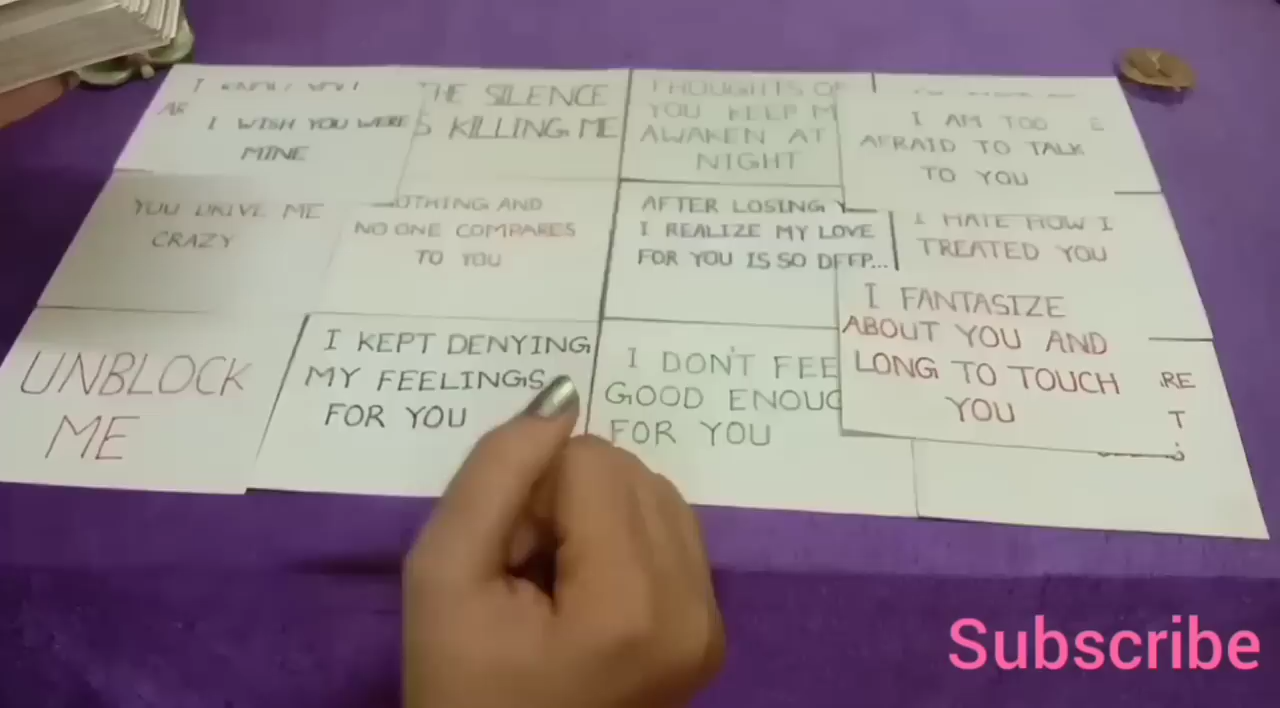 I WISH YOU WERE
MINE
THE SILENCE
KILLING ME
THOUGHTS
YOU KEEP
AWAKEN AT
NIGHT
I AM TOO
AFRAID TO TALK
TO YOU
YOU DRIVE ME
CRAZY
AND
NO ONE COMPARES
TO YOU
AFTER LOSING
I REALIZE MY LOVE
FOR YOU IS SO DEEP...
I HATE HOW I
TREATED YOU
UNBLOCK
ME
I KEPT DENYING
MY FEELINGS
FOR YOU
I DON'T
GOOD
FOR YOU
I FANTASIZE
ABOUT YOU AND
LONG TO TOUCH
YOU
Subscribe